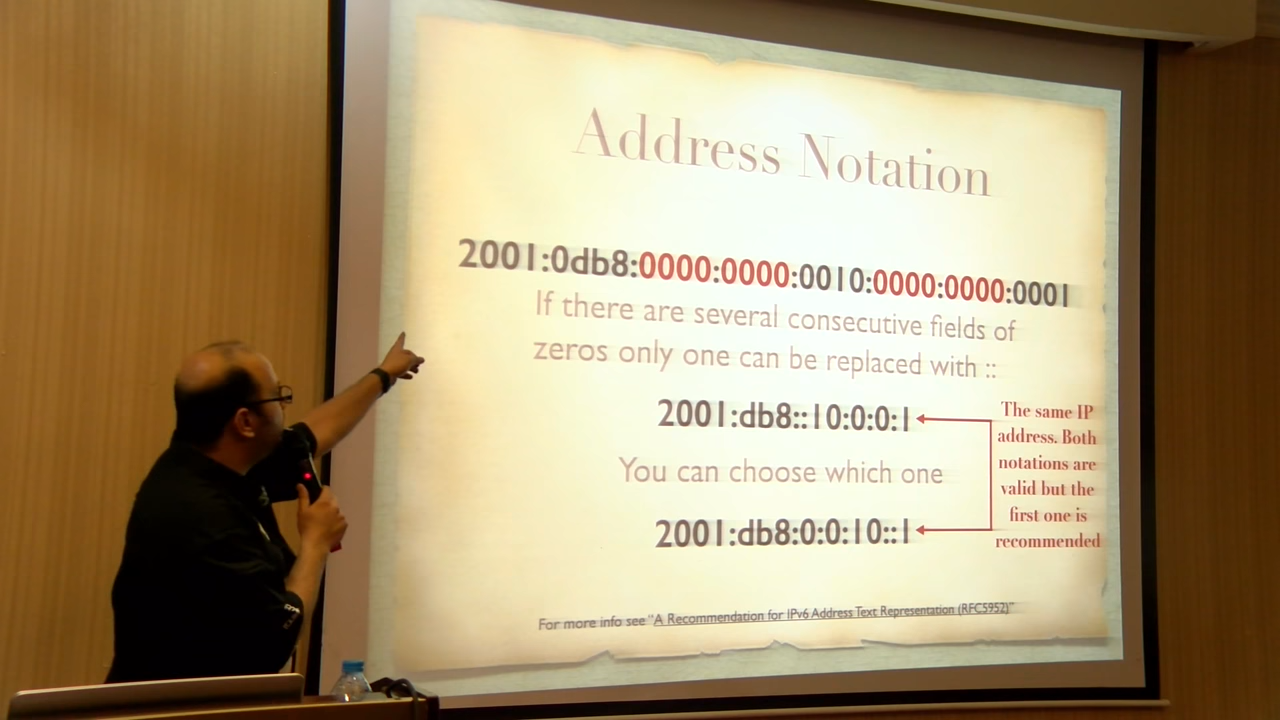 Address Notation
2001:0db8:0000:0000:0010:0000:0000:0001
If there are several consecutive fields of
zeros only one can be replaced with ::
2001:db8::10:0:0:1
You can choose which one
2001:db8:0:0:10::1
The same IP
address. Both
notations are
valid but the
first one is
recommended
For more info see "A Recommendation for IPv6 Address Text Representation (RFC5952)"